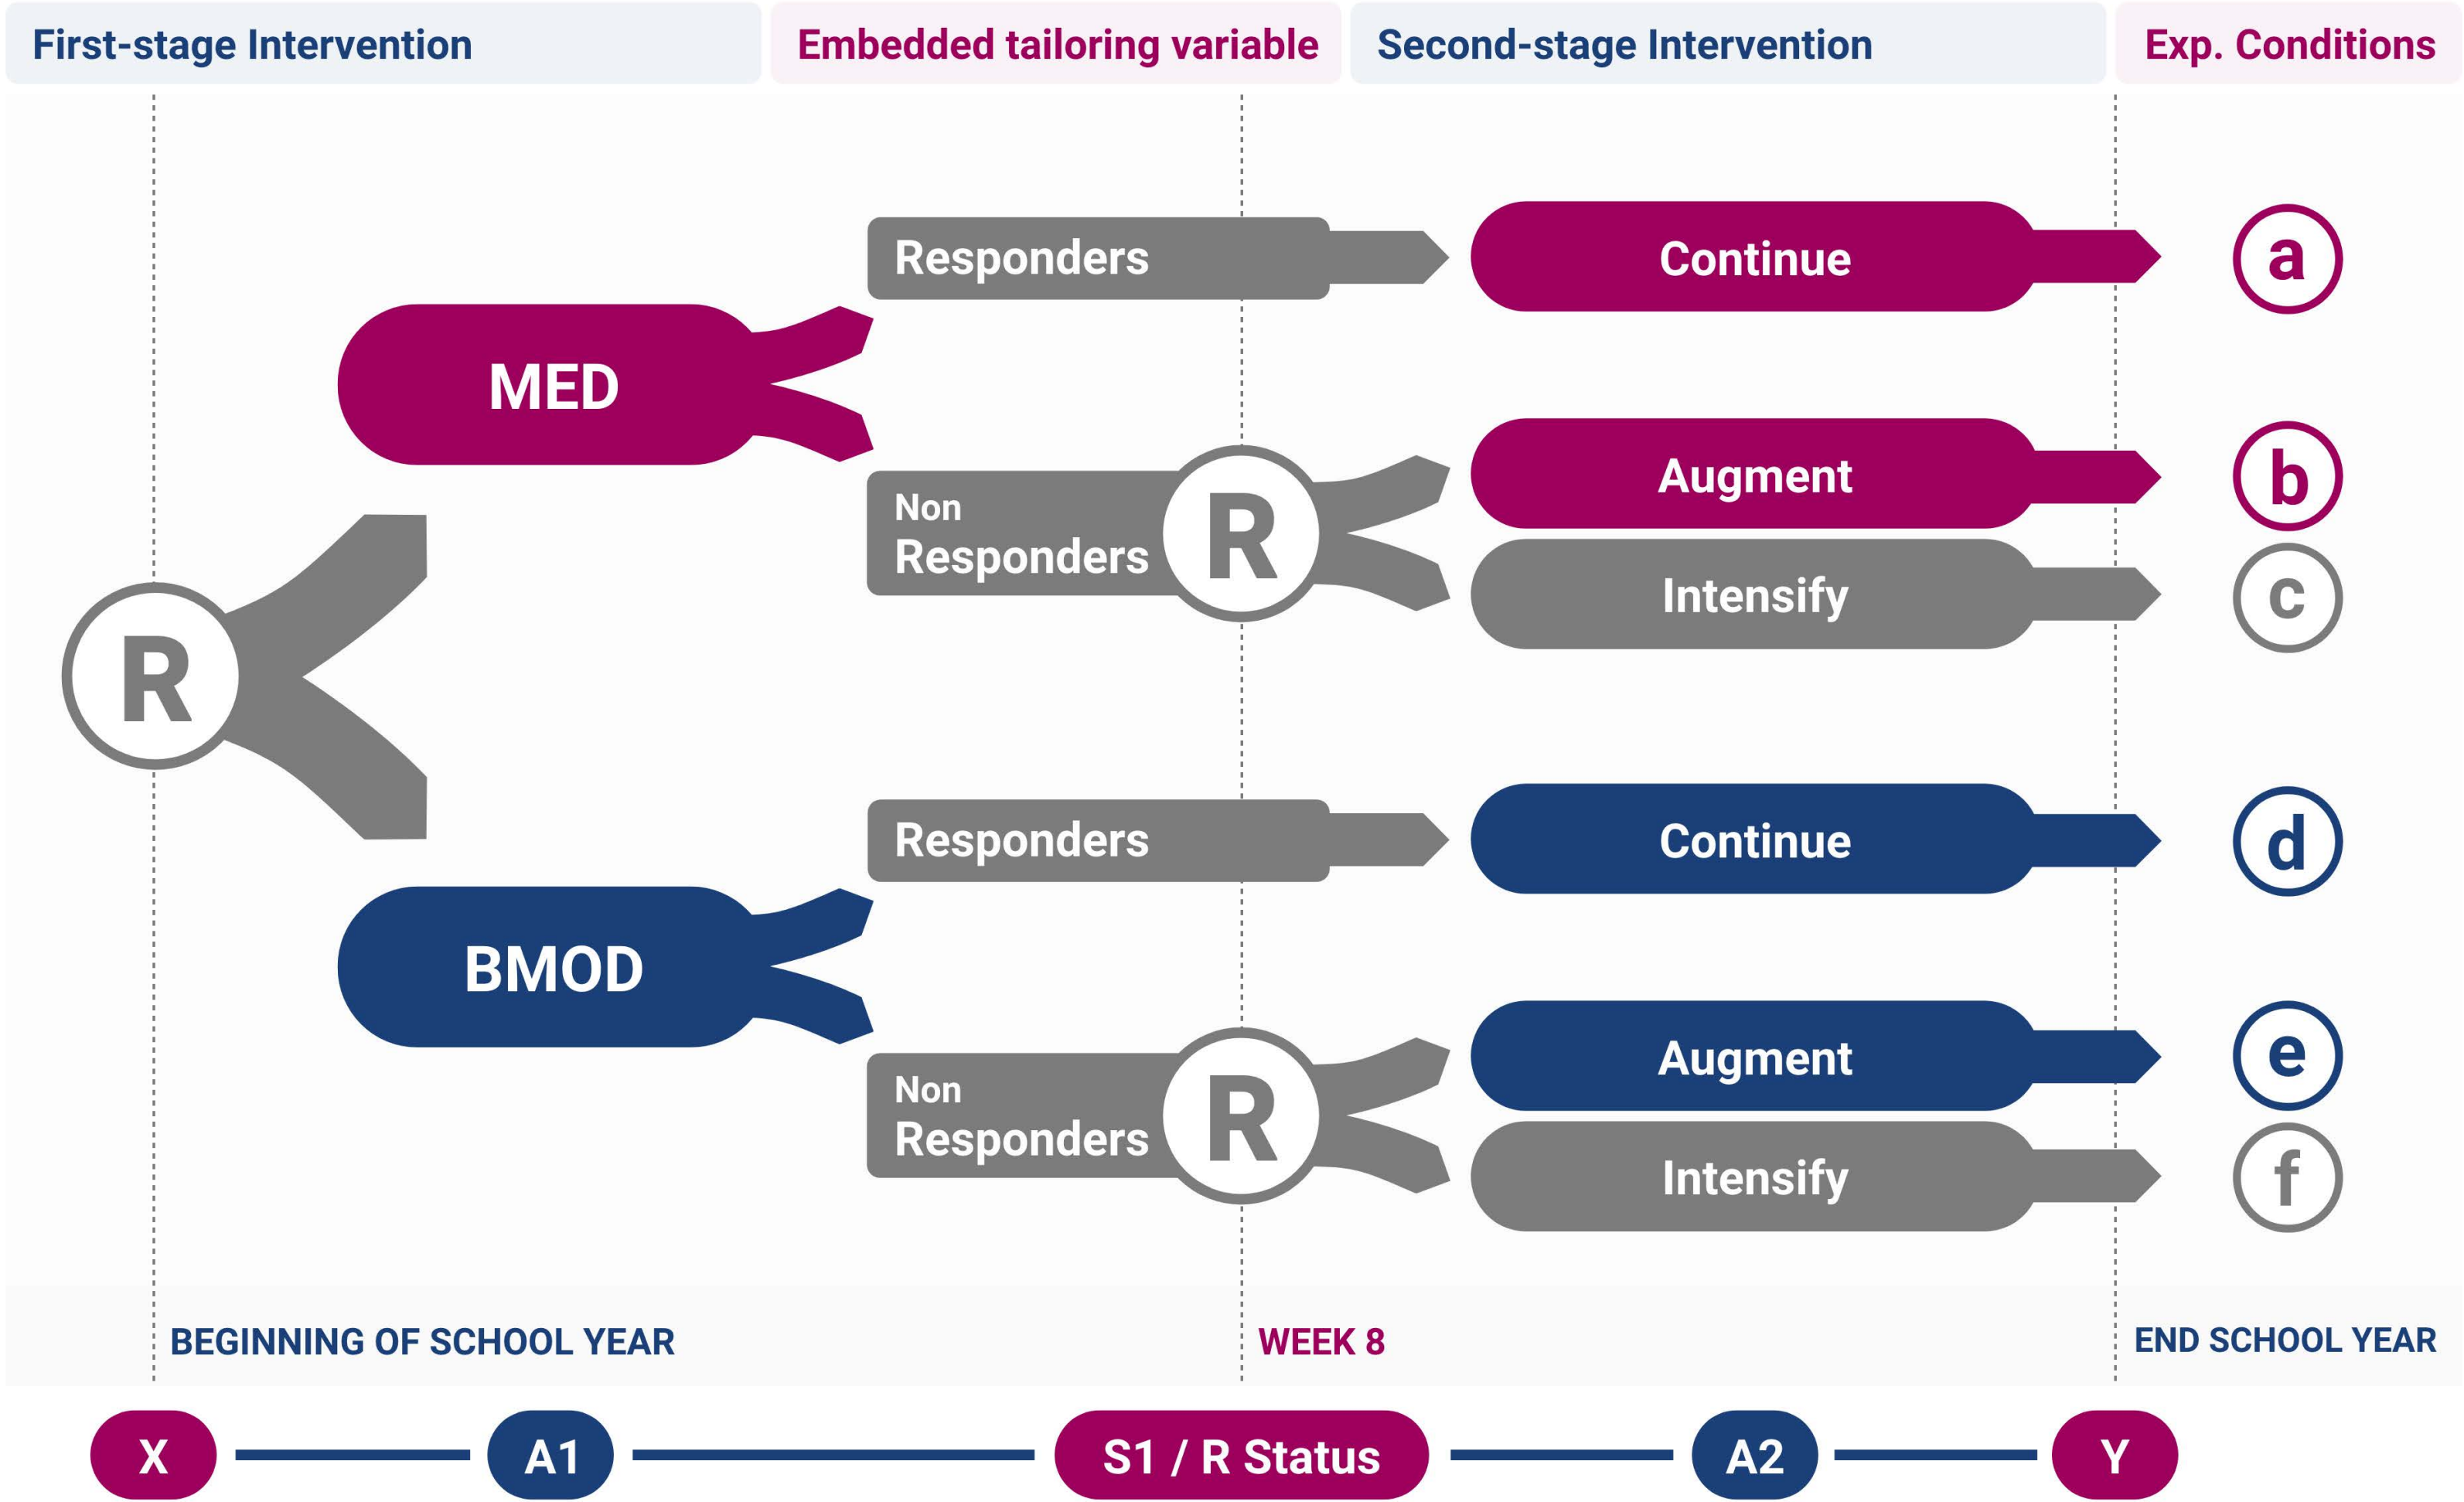 First-stage Intervention
Embedded tailoring variable
Second-stage Intervention
Exp. Conditions
Responders
Continue
a
MED
Augment
b
Non
Responders
R
Intensify
c
R
Responders
Continue
d
BMOD
Augment
e
Non
Responders
R
Intensify
f
BEGINNING OF SCHOOL YEAR
WEEK 8
END SCHOOL YEAR
X
A1
S1 / R Status
A2
Y